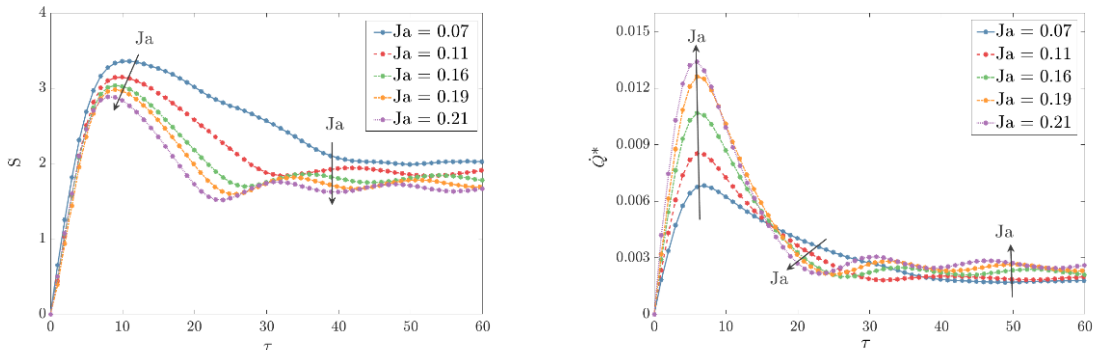 4
3
2
1
0
S
0
10
20
30
40
50
60
τ
Ja
Ja
Ja = 0.07
Ja = 0.11
Ja = 0.16
Ja = 0.19
Ja = 0.21
0.015
0.012
0.009
0.006
0.003
0.000
Q̇*
0
10
20
30
40
50
60
τ
Ja
Ja
Ja
Ja = 0.07
Ja = 0.11
Ja = 0.16
Ja = 0.19
Ja = 0.21